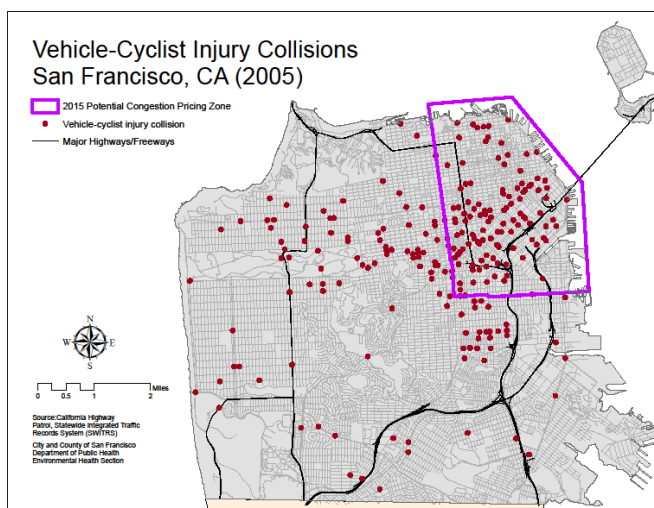 Vehicle-Cyclist Injury Collisions
San Francisco, CA (2005)
2015 Potential Congestion Pricing Zone
Vehicle-cyclist injury collision
Major Highways/Freeways
N
W E
S
0 0.5 1 2
Miles
Source:California Highway
Patrol, Statewide Integrated Traffic
Records System (SWITRS)
City and County of San Francisco
Department of Public Health
Environmental Health Section